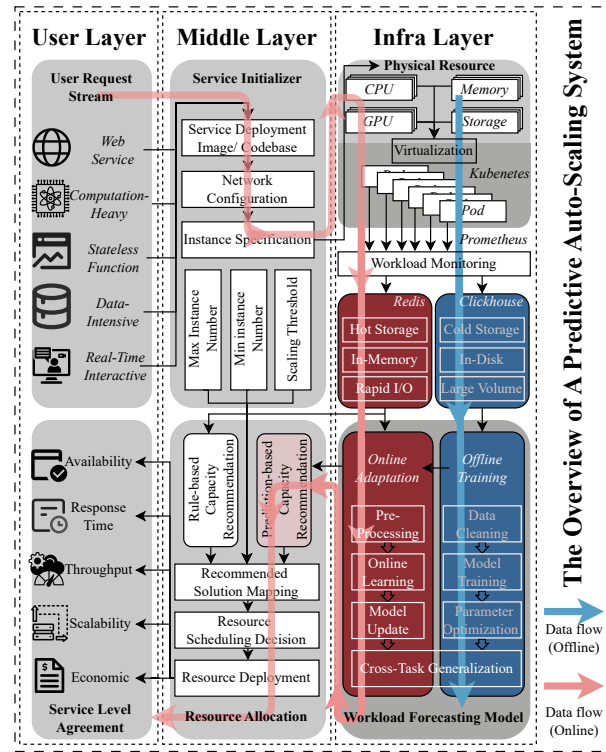 User Layer
User Request
Stream
Web
Service
Computation-
Heavy
Stateless
Function
Data-
Intensive
Real-Time
Interactive
Availability
Response
Time
Throughput
Scalability
Economic
Service Level
Agreement
Middle Layer
Service Initializer
Service Deployment
Image/ Codebase
Network
Configuration
Instance Specification
Max Instance
Number
Min instance
Number
Scaling Threshold
Rule-based
Capacity
Recommendation
Prediction-based
Capacity
Recommendation
Recommended
Solution Mapping
Resource
Scheduling Decision
Resource Deployment
Resource Allocation
Infra Layer
Physical Resource
CPU
Memory
GPU
Storage
Virtualization
Kubenetes
Pod
Prometheus
Workload Monitoring
Redis
Hot Storage
In-Memory
Rapid I/O
Clickhouse
Cold Storage
In-Disk
Large Volume
Online
Adaptation
Pre-
Processing
Online
Learning
Model
Update
Offline
Training
Data
Cleaning
Model
Training
Parameter
Optimization
Cross-Task Generalization
Workload Forecasting Model
The Overview of A Predictive Auto-Scaling System
Data flow
(Offline)
Data flow
(Online)